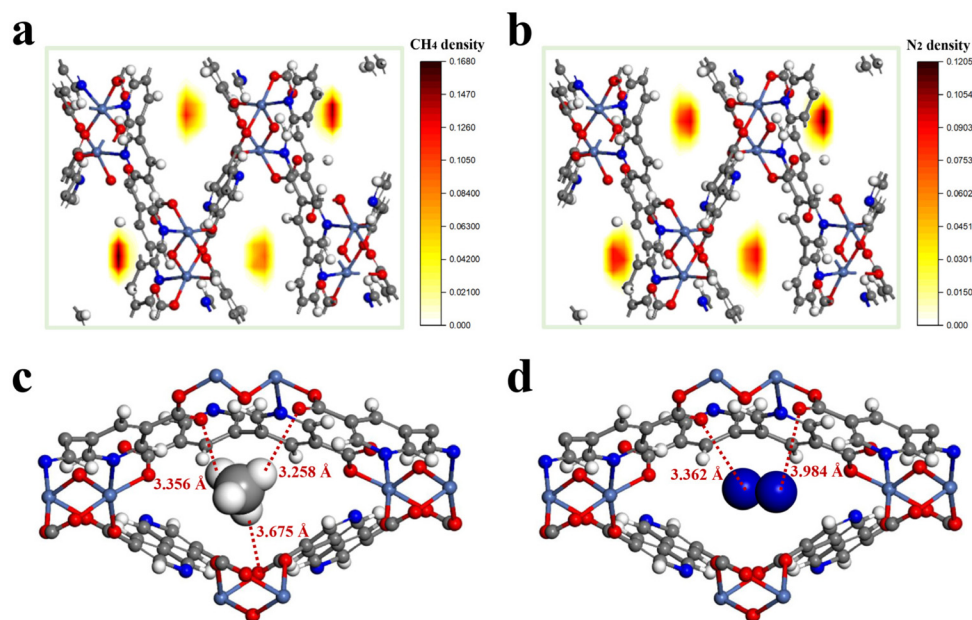 a
CH4 density
0.1680
0.1470
0.1260
0.1050
0.08400
0.06300
0.04200
0.02100
0.000
b
N2 density
0.1205
0.1054
0.0903
0.0753
0.0602
0.0451
0.0301
0.0150
0.000
c
3.356 Å
3.258 Å
3.675 Å
d
3.362 Å
3.984 Å